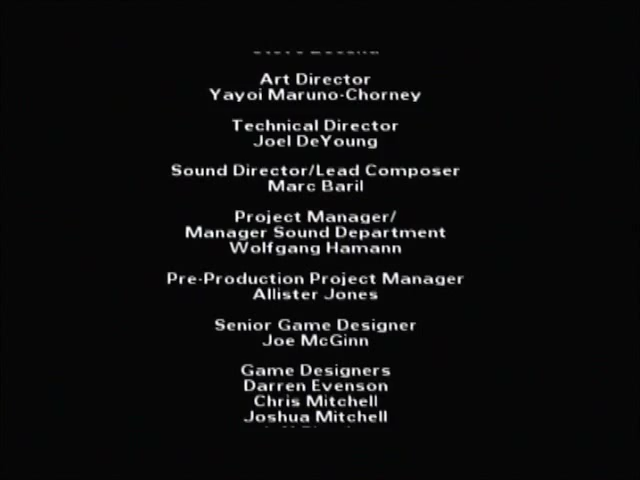 Art Director
Yayoi Maruno-Chorney
Technical Director
Joel DeYoung
Sound Director/Lead Composer
Marc Baril
Project Manager/
Manager Sound Department
Wolfgang Hamann
Pre-Production Project Manager
Allister Jones
Senior Game Designer
Joe McGinn
Game Designers
Darren Evenson
Chris Mitchell
Joshua Mitchell